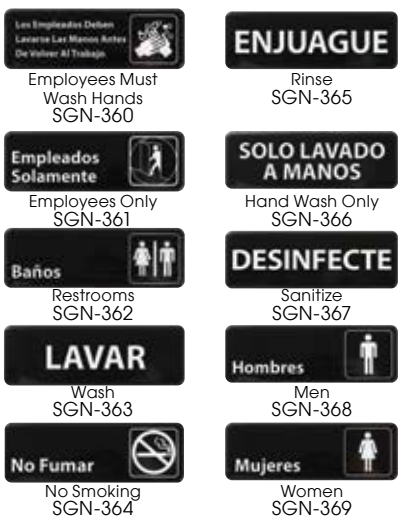 Los Empleados Deben
Lavarse Las Manos Antes
De Volver Al Trabajo
Employees Must
Wash Hands
SGN-360
Empleados
Solamente
Employees Only
SGN-361
Baños
Restrooms
SGN-362
LAVAR
Wash
SGN-363
No Fumar
No Smoking
SGN-364
ENJUAGUE
Rinse
SGN-365
SOLO LAVADO
A MANOS
Hand Wash Only
SGN-366
DESINFECTE
Sanitize
SGN-367
Hombres
Men
SGN-368
Mujeres
Women
SGN-369